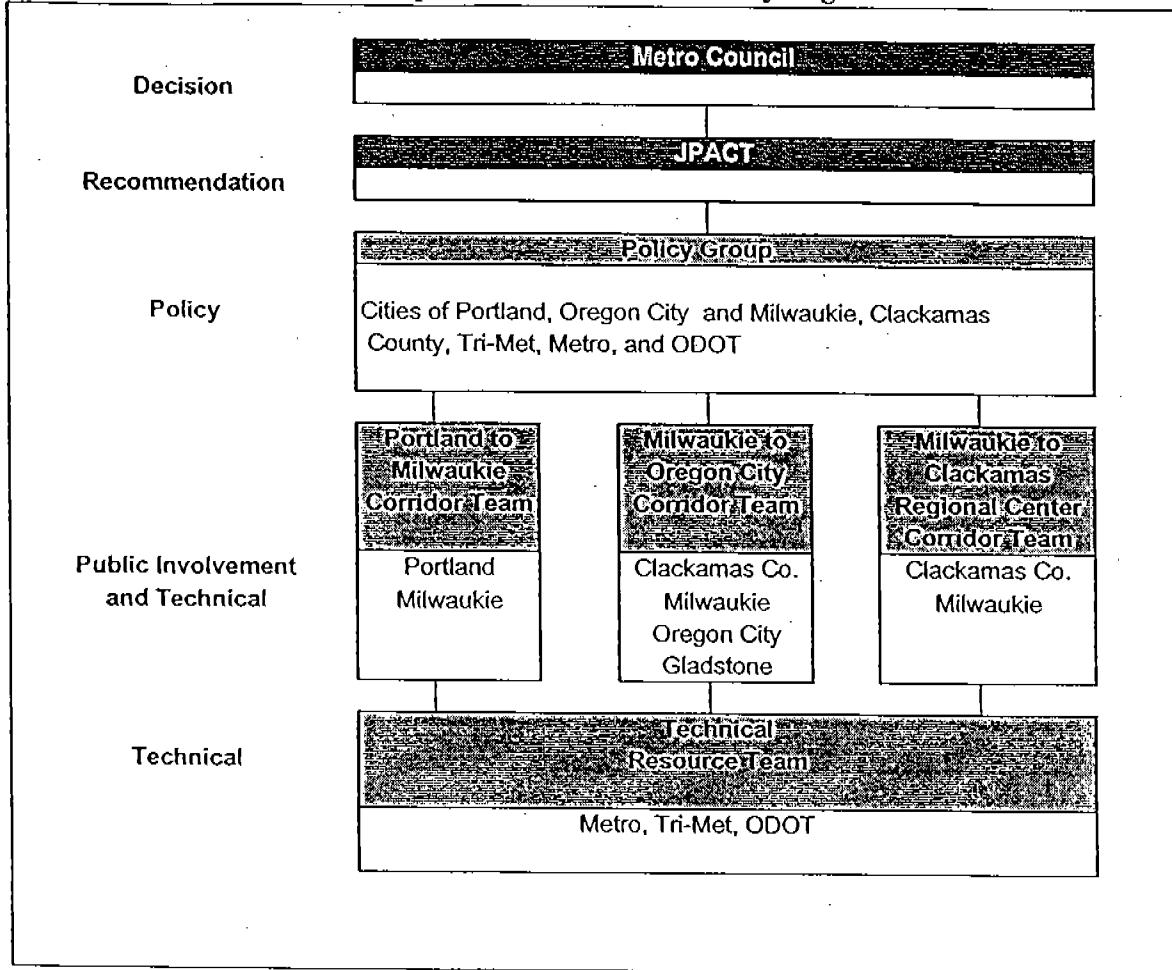 Decision
Metro Council
Recommendation
JPACT
Policy
Policy Group
Cities of Portland, Oregon City and Milwaukie, Clackamas
County, Tri-Met, Metro, and ODOT
Public Involvement
and Technical
Portland to
Milwaukie
Corridor Team
Portland
Milwaukie
Milwaukie to
Oregon City
Corridor Team
Clackamas Co.
Milwaukie
Oregon City
Gladstone
Milwaukie to
Clackamas
Regional Center
Corridor Team
Clackamas Co.
Milwaukie
Technical
Technical
Resource Team
Metro, Tri-Met, ODOT